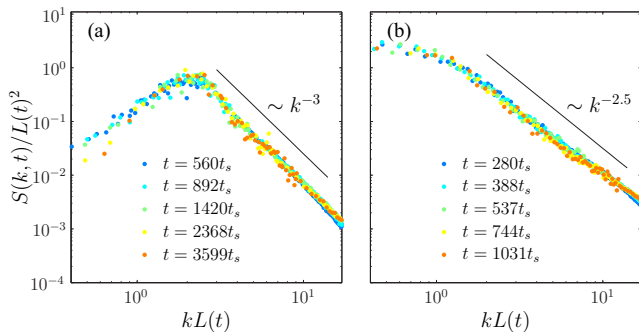 (a)
(b)
S(k, t)/L(t)^2
10^1
10^0
10^{-1}
10^{-2}
10^{-3}
10^{-4}
∼ k^{-3}
t = 560t_s
t = 892t_s
t = 1420t_s
t = 2368t_s
t = 3599t_s
10^0
10^1
kL(t)
∼ k^{-2.5}
t = 280t_s
t = 388t_s
t = 537t_s
t = 744t_s
t = 1031t_s
10^0
10^1
kL(t)